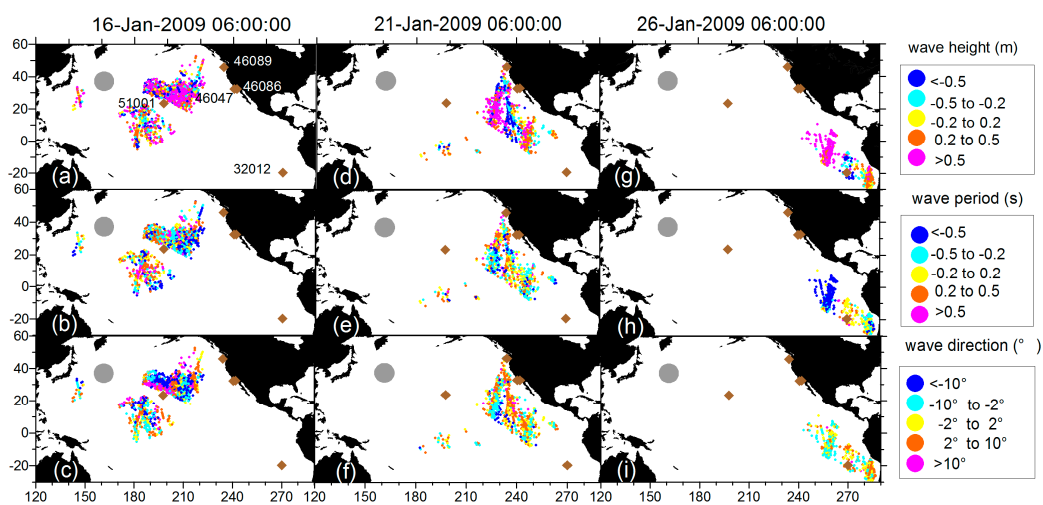 16-Jan-2009 06:00:00
21-Jan-2009 06:00:00
26-Jan-2009 06:00:00
60
40
20
0
-20
46089
46086
46047
51001
32012
(a)
(d)
(g)
60
40
20
0
-20
(b)
(e)
(h)
60
40
20
0
-20
(c)
(f)
(i)
120 150 180 210 240 270
120 150 180 210 240 270
120 150 180 210 240 270
wave height (m)
<-0.5
-0.5 to -0.2
-0.2 to 0.2
0.2 to 0.5
>0.5
wave period (s)
<-0.5
-0.5 to -0.2
-0.2 to 0.2
0.2 to 0.5
>0.5
wave direction (° )
<-10°
-10° to -2°
-2° to 2°
2° to 10°
>10°